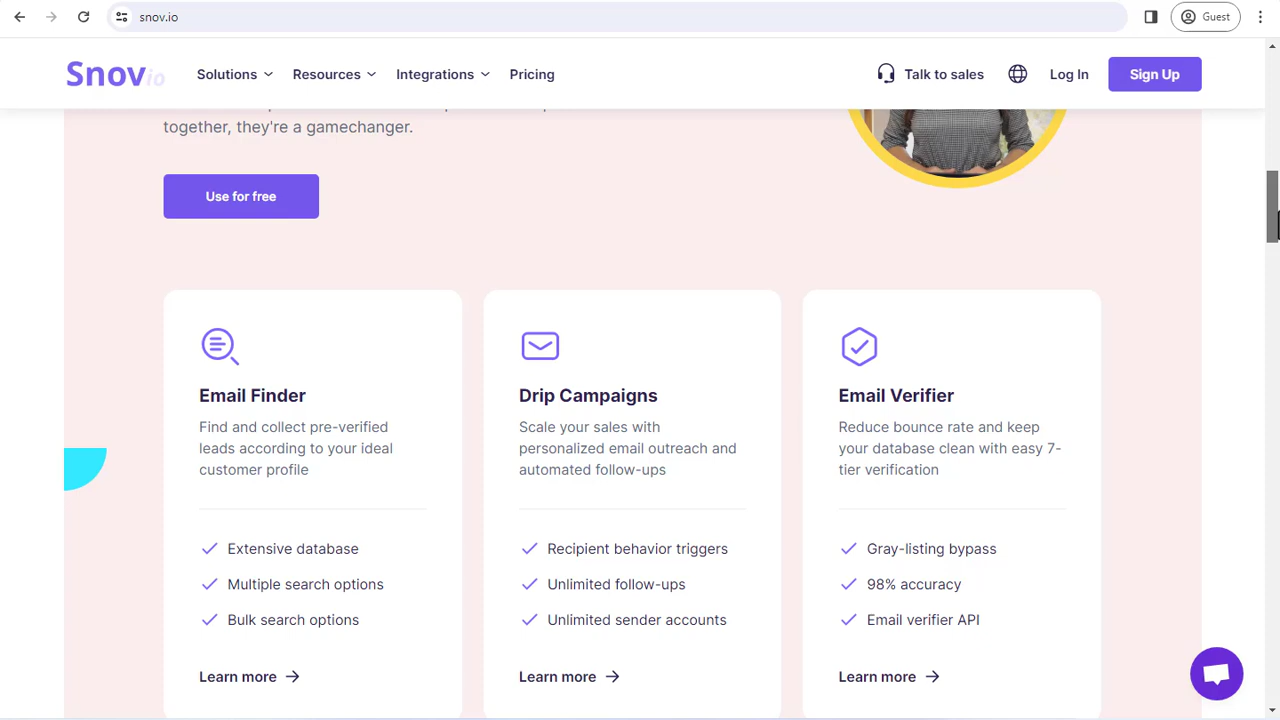 snov.io
Guest
Snovio
Solutions
Resources
Integrations
Pricing
Talk to sales
Log In
Sign Up
together, they're a gamechanger.
Use for free
Email Finder
Find and collect pre-verified
leads according to your ideal
customer profile
Extensive database
Multiple search options
Bulk search options
Learn more
Drip Campaigns
Scale your sales with
personalized email outreach and
automated follow-ups
Recipient behavior triggers
Unlimited follow-ups
Unlimited sender accounts
Learn more
Email Verifier
Reduce bounce rate and keep
your database clean with easy 7-
tier verification
Gray-listing bypass
98% accuracy
Email verifier API
Learn more